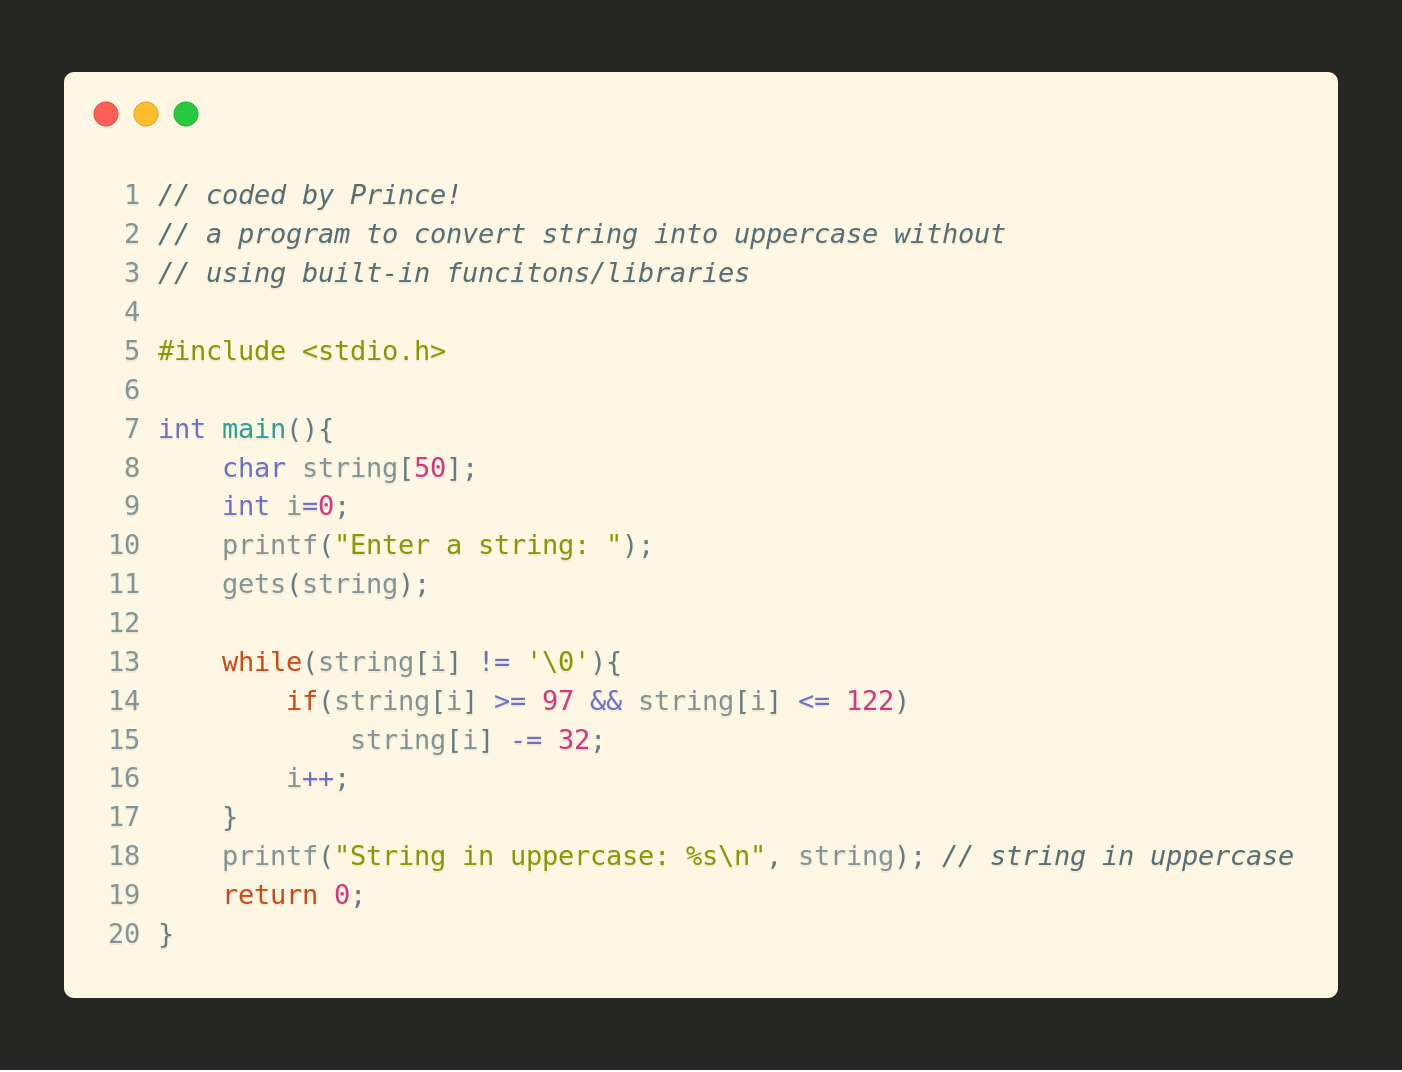 1 // coded by Prince!
2 // a program to convert string into uppercase without
3 // using built-in funcitons/libraries
4
5 #include <stdio.h>
6
7 int main(){
8     char string[50];
9     int i=0;
10     printf("Enter a string: ");
11     gets(string);
12
13     while(string[i] != '\0'){
14         if(string[i] >= 97 && string[i] <= 122)
15             string[i] -= 32;
16         i++;
17     }
18     printf("String in uppercase: %s\n", string); // string in uppercase
19     return 0;
20 }